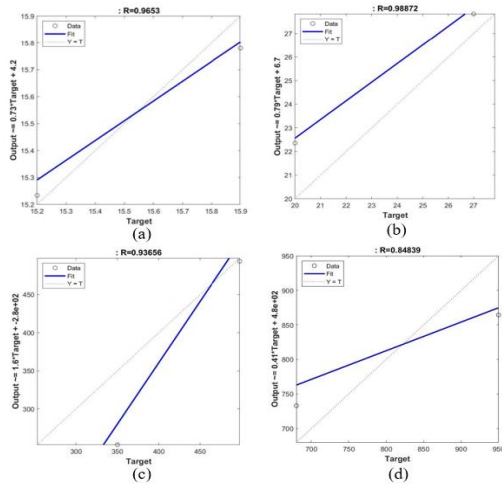 : R=0.9653
Output ~= 0.73*Target + 4.2
15.9
15.8
15.7
15.6
15.5
15.4
15.3
15.2
Data
Fit
Y = T
15.2 15.3 15.4 15.5 15.6 15.7 15.8 15.9
Target
(a)
: R=0.98872
Output ~= 0.79*Target + 6.7
27
26
25
24
23
22
21
20
Data
Fit
Y = T
20 21 22 23 24 25 26 27
Target
(b)
: R=0.93656
Output ~= 1.6*Target + -2.8e+02
450
400
350
300
Data
Fit
Y = T
300 350 400 450
Target
(c)
: R=0.84839
Output ~= 0.41*Target + 4.8e+02
950
900
850
800
750
700
Data
Fit
Y = T
700 750 800 850 900 950
Target
(d)